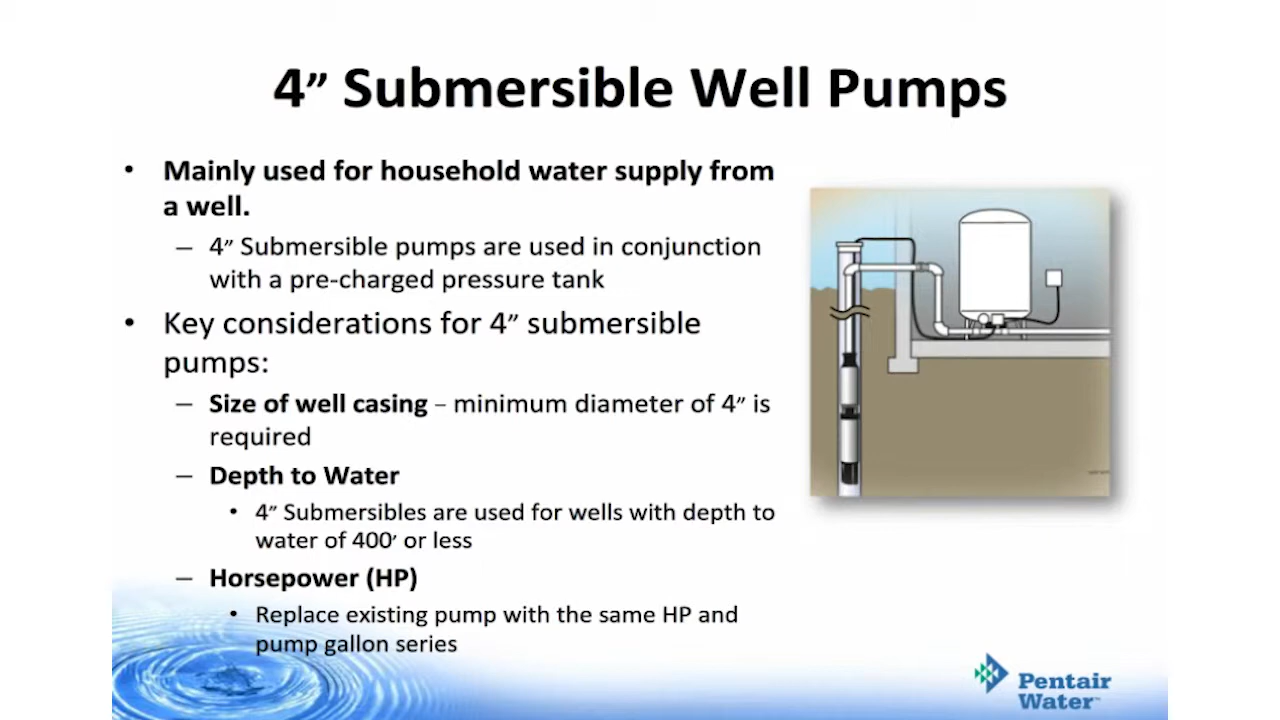 4” Submersible Well Pumps
• Mainly used for household water supply from
a well.
– 4” Submersible pumps are used in conjunction
with a pre-charged pressure tank
• Key considerations for 4” submersible
pumps:
– Size of well casing – minimum diameter of 4” is
required
– Depth to Water
• 4” Submersibles are used for wells with depth to
water of 400’ or less
– Horsepower (HP)
• Replace existing pump with the same HP and
pump gallon series
Pentair
Water™